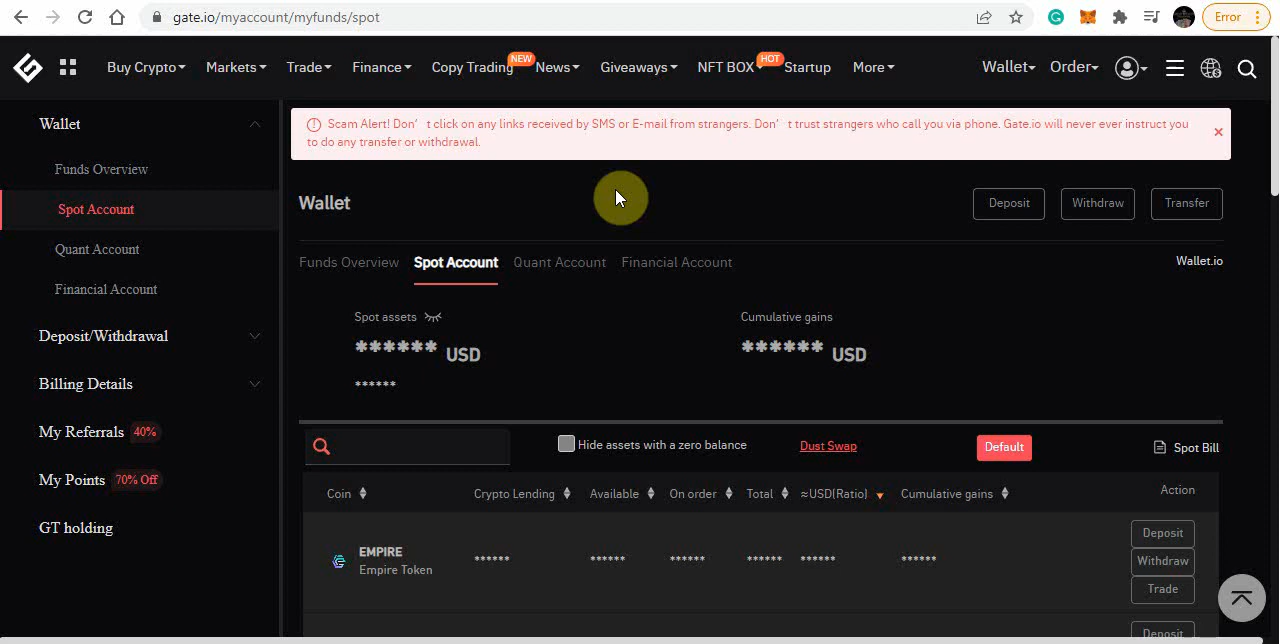 gate.io/myaccount/myfunds/spot
Error
Buy Crypto
Markets
Trade
Finance
Copy Trading
NEW
News
Giveaways
NFT BOX
HOT
Startup
More
Wallet
Order
Wallet
Funds Overview
Spot Account
Quant Account
Financial Account
Deposit/Withdrawal
Billing Details
My Referrals 40%
My Points 70% Off
GT holding
Scam Alert! Don’t click on any links received by SMS or E-mail from strangers. Don’t trust strangers who call you via phone. Gate.io will never ever instruct you
to do any transfer or withdrawal.
Wallet
Deposit
Withdraw
Transfer
Funds Overview
Spot Account
Quant Account
Financial Account
Wallet.io
Spot assets
Cumulative gains
****** USD
****** USD
******
Hide assets with a zero balance
Dust Swap
Default
Spot Bill
Coin
Crypto Lending
Available
On order
Total
≈USD(Ratio)
Cumulative gains
Action
EMPIRE
Empire Token
******
******
******
******
******
******
Deposit
Withdraw
Trade
Deposit